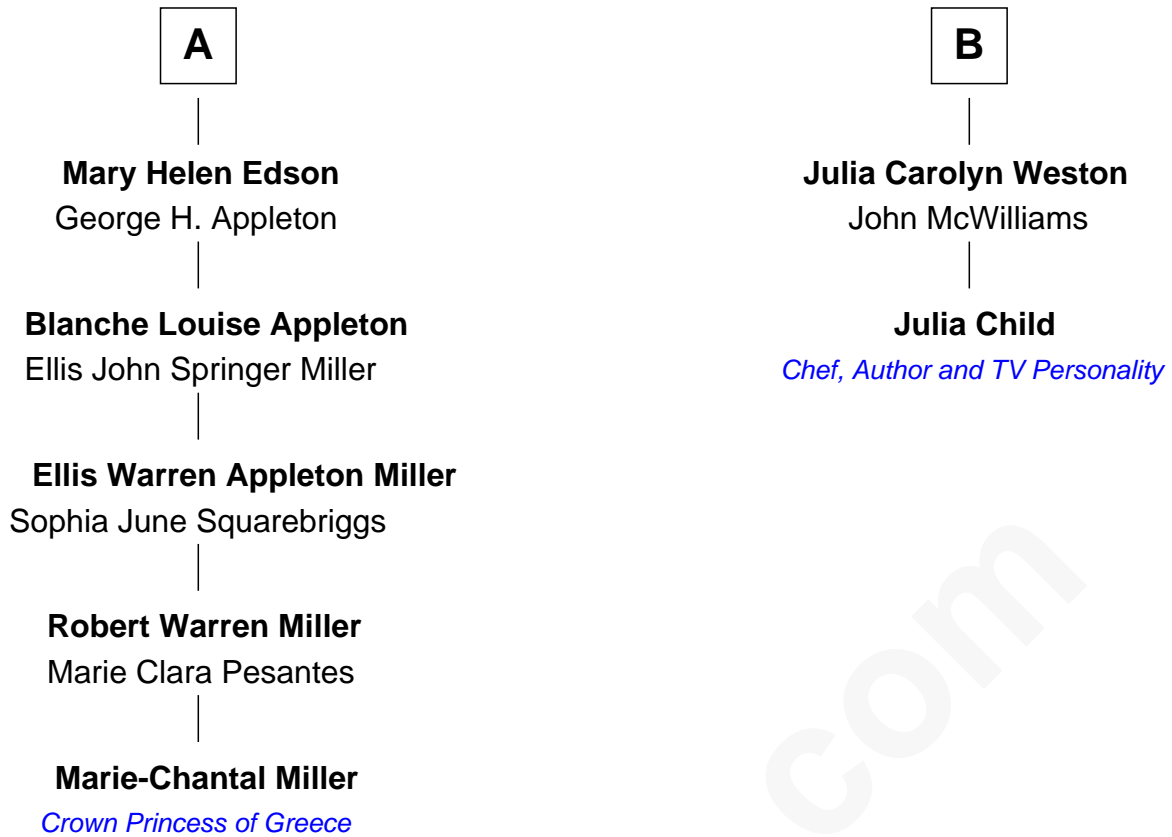 A
Mary Helen Edson
George H. Appleton
Blanche Louise Appleton
Ellis John Springer Miller
Ellis Warren Appleton Miller
Sophia June Squarebriggs
Robert Warren Miller
Marie Clara Pesantes
Marie-Chantal Miller
Crown Princess of Greece
B
Julia Carolyn Weston
John McWilliams
Julia Child
Chef, Author and TV Personality
com